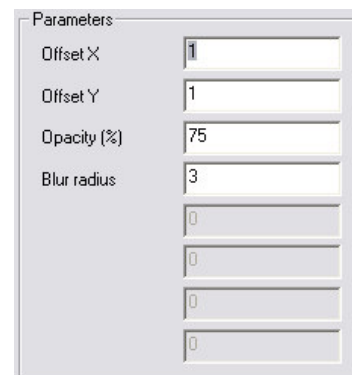 Parameters
Offset X 1
Offset Y 1
Opacity (%) 75
Blur radius 3
0
0
0
0